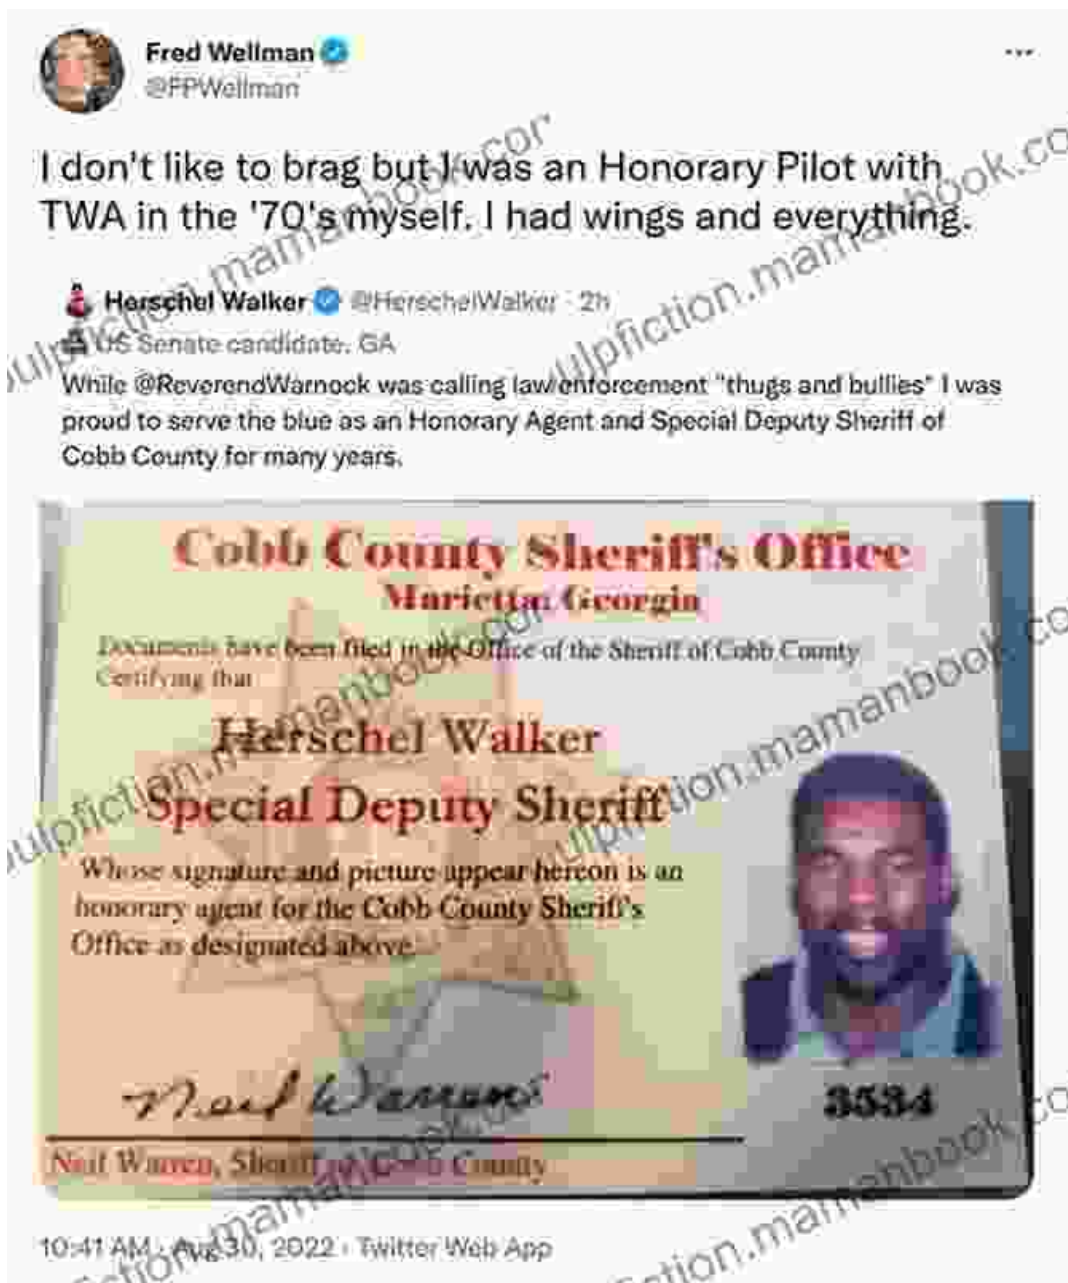 Fred Wellman
@FPWellman
I don't like to brag but I was an Honorary Pilot with
TWA in the '70's myself. I had wings and everything.
Herschel Walker @HerschelWalker · 2h
US Senate candidate, GA
While @ReverendWarnock was calling law enforcement "thugs and bullies" I was
proud to serve the blue as an Honorary Agent and Special Deputy Sheriff of
Cobb County for many years.
Cobb County Sheriff's Office
Marietta, Georgia
Documents have been filed in the Office of the Sheriff of Cobb County
Certifying that
Herschel Walker
Special Deputy Sheriff
Whose signature and picture appear hereon is an
honorary agent for the Cobb County Sheriff's
Office as designated above.
Neil Warren
3534
Neil Warren, Sheriff of Cobb County
10:41 AM · Aug 30, 2022 · Twitter Web App
ulpfiction.mamanbook.co